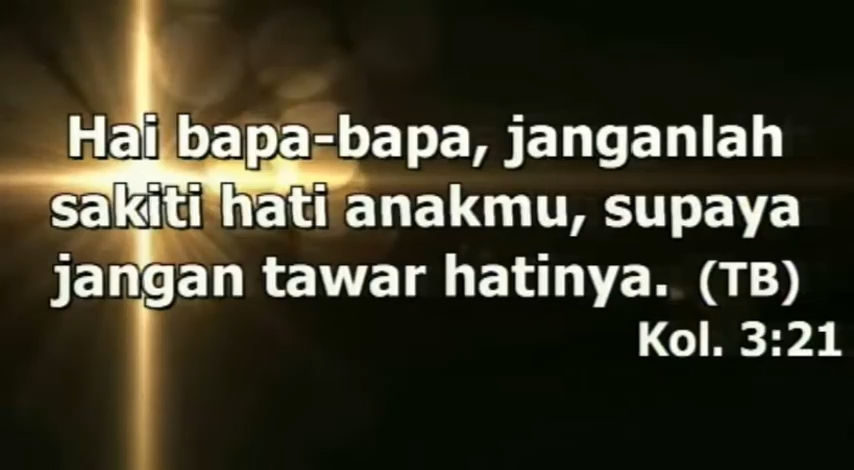 Hai bapa-bapa, janganlah
sakiti hati anakmu, supaya
jangan tawar hatinya. (TB)
Kol. 3:21